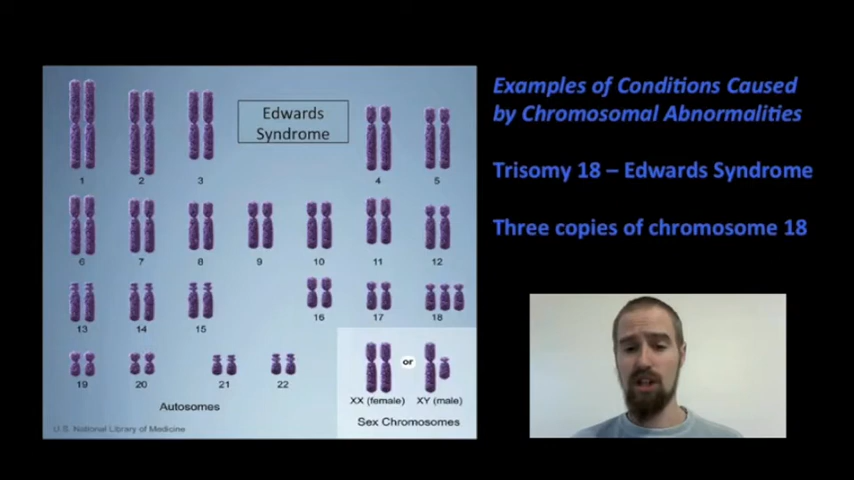 Edwards
Syndrome
1
2
3
4
5
6
7
8
9
10
11
12
13
14
15
16
17
18
19
20
21
22
or
XX (female)
XY (male)
Autosomes
Sex Chromosomes
U.S. National Library of Medicine
Examples of Conditions Caused
by Chromosomal Abnormalities
Trisomy 18 – Edwards Syndrome
Three copies of chromosome 18